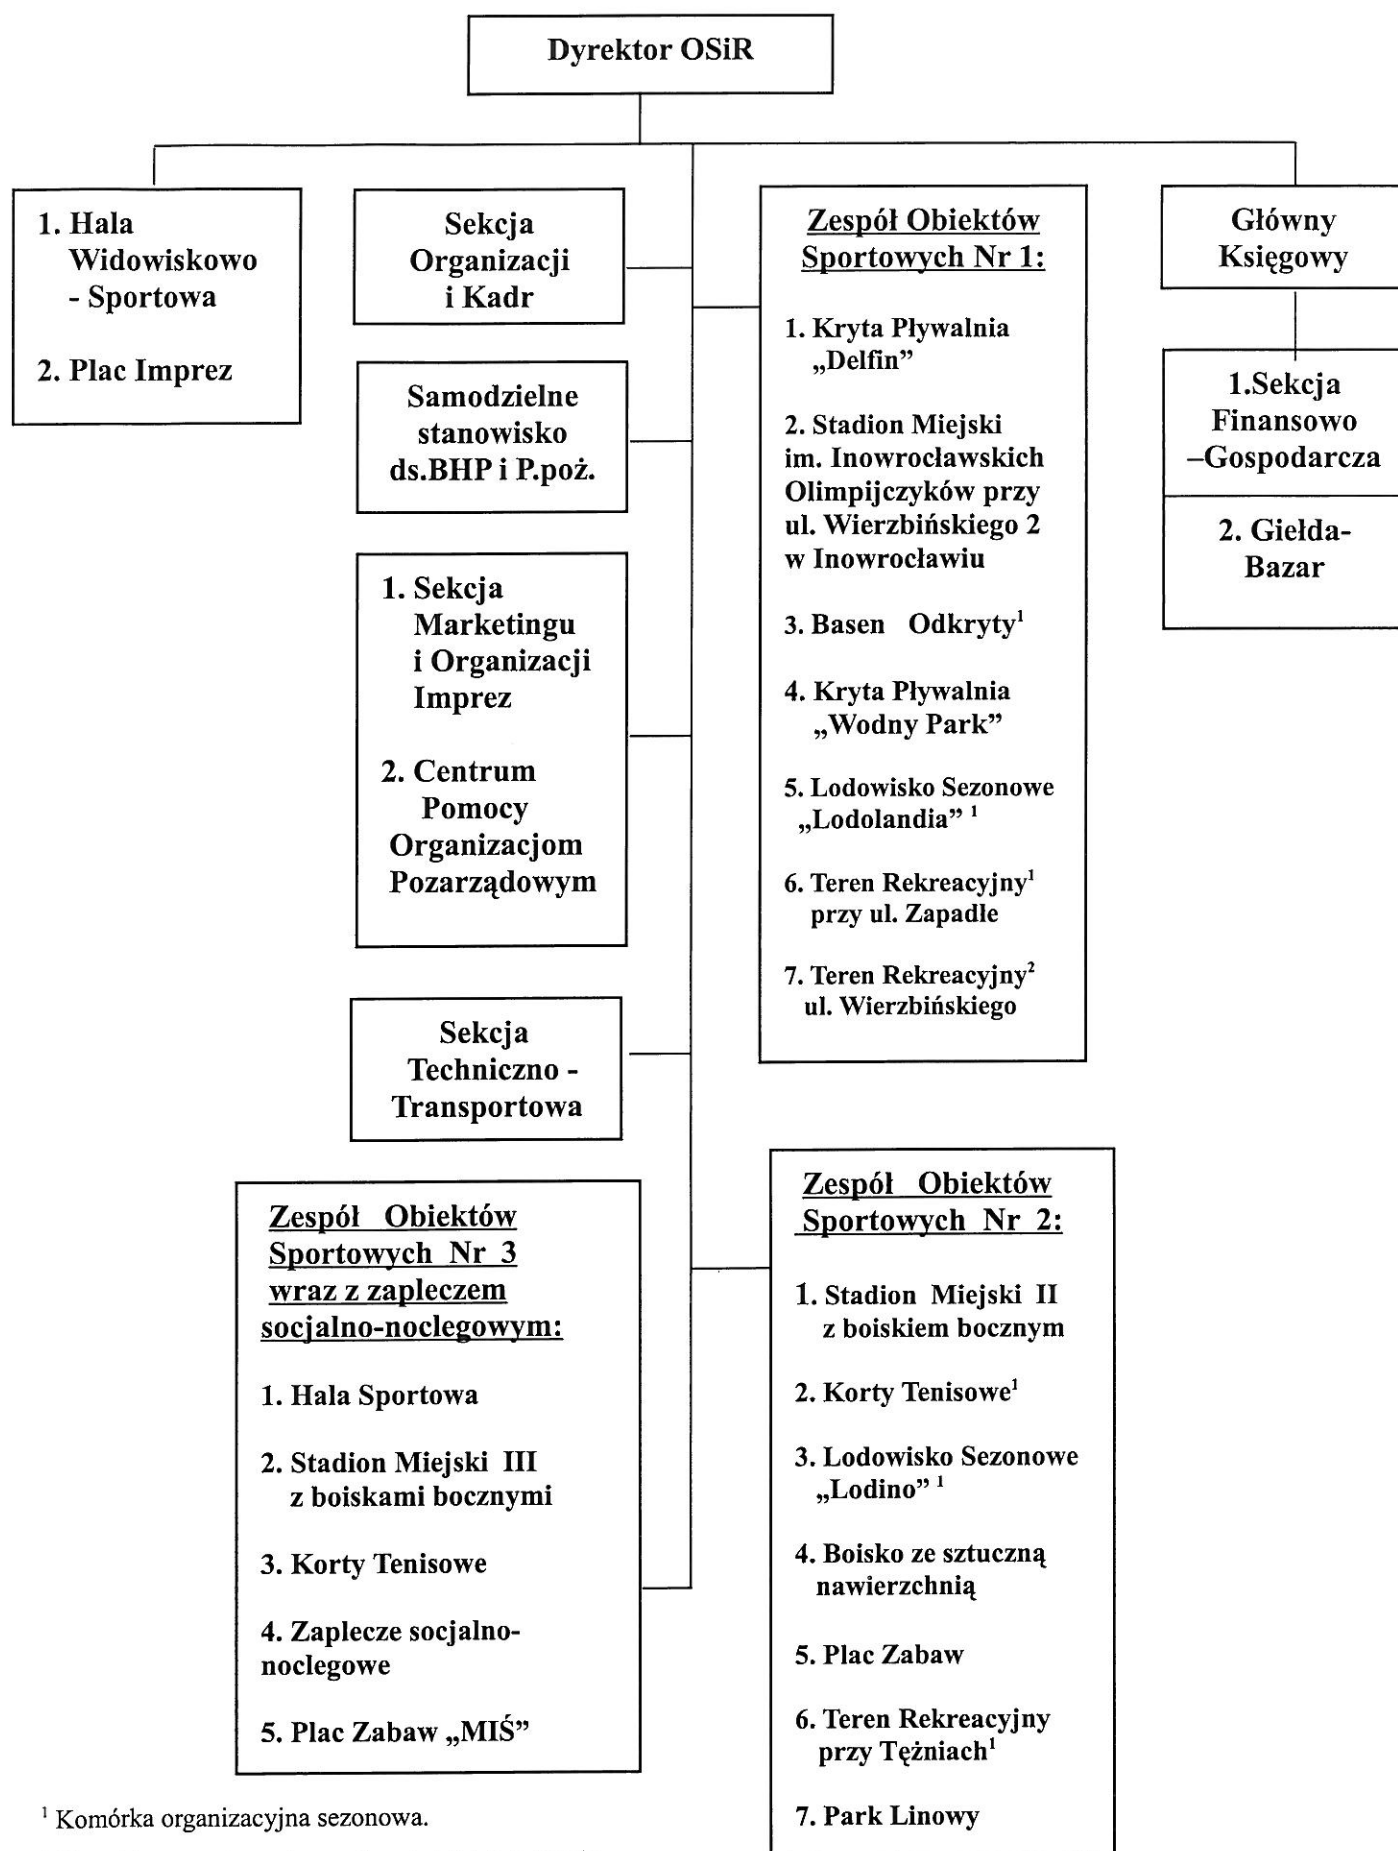 Dyrektor OSiR
1. Hala
Widowiskowo
- Sportowa
2. Plac Imprez
Sekcja
Organizacji
i Kadr
Samodzielne
stanowisko
ds.BHP i P.poż.
1. Sekcja
Marketingu
i Organizacji
Imprez
2. Centrum
Pomocy
Organizacjom
Pozarządowym
Sekcja
Techniczno -
Transportowa
Zespół Obiektów
Sportowych Nr 1:
1. Kryta Pływalnia
„Delfin”
2. Stadion Miejski
im. Inowrocławskich
Olimpijczyków przy
ul. Wierzbińskiego 2
w Inowrocławiu
3. Basen Odkryty¹
4. Kryta Pływalnia
„Wodny Park”
5. Lodowisko Sezonowe
„Lodolandia” ¹
6. Teren Rekreacyjny¹
przy ul. Zapadle
7. Teren Rekreacyjny²
ul. Wierzbińskiego
Główny
Księgowy
1.Sekcja
Finansowo
–Gospodarcza
2. Giełda-
Bazar
Zespół Obiektów
Sportowych Nr 3
wraz z zapleczem
socjalno-noclegowym:
1. Hala Sportowa
2. Stadion Miejski III
z boiskami bocznymi
3. Korty Tenisowe
4. Zaplecze socjalno-
noclegowe
5. Plac Zabaw „MIŚ”
Zespół Obiektów
Sportowych Nr 2:
1. Stadion Miejski II
z boiskiem bocznym
2. Korty Tenisowe¹
3. Lodowisko Sezonowe
„Lodino” ¹
4. Boisko ze sztuczną
nawierzchnią
5. Plac Zabaw
6. Teren Rekreacyjny
przy Tężniach¹
7. Park Linowy
¹ Komórka organizacyjna sezonowa.